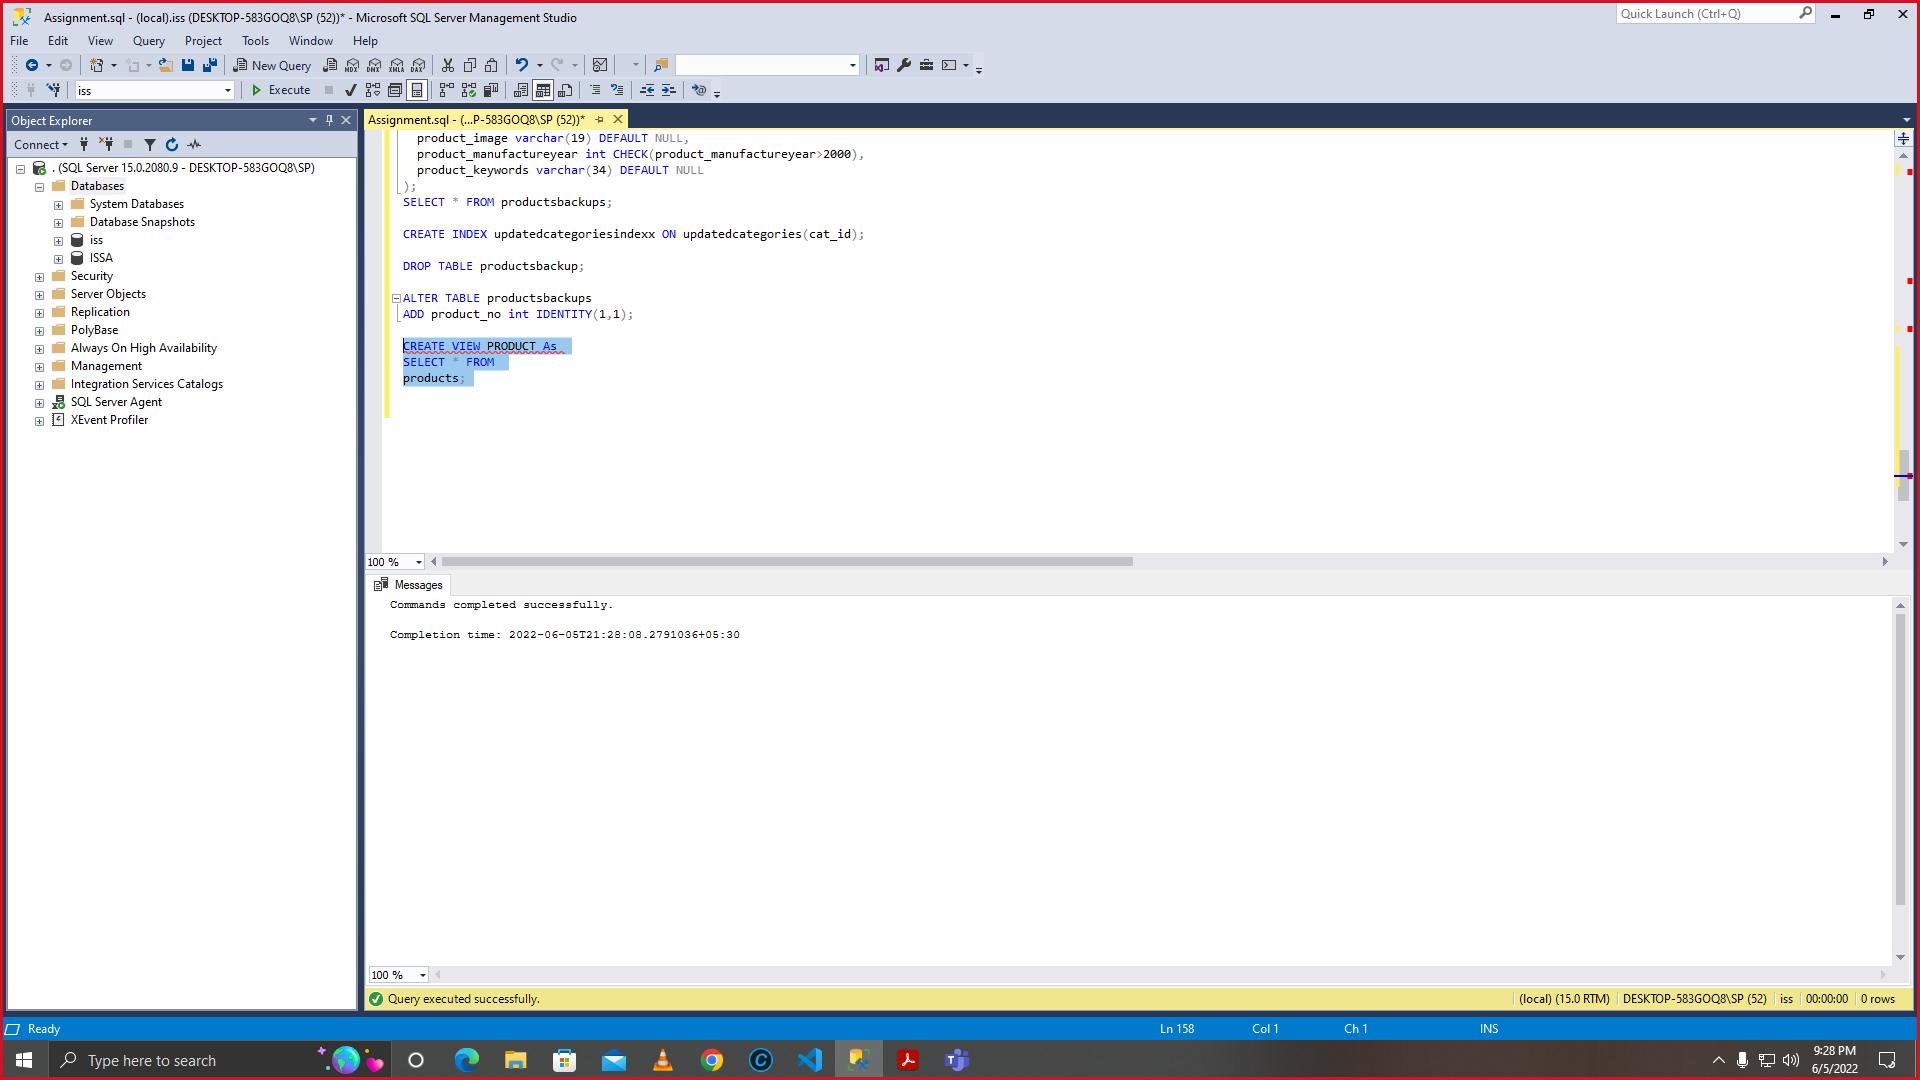 Assignment.sql - (local).iss (DESKTOP-583GOQ8\SP (52))* - Microsoft SQL Server Management Studio
Quick Launch (Ctrl+Q)
File Edit View Query Project Tools Window Help
New Query
iss
Execute
Object Explorer
Assignment.sql - (...P-583GOQ8\SP (52))*
Connect
. (SQL Server 15.0.2080.9 - DESKTOP-583GOQ8\SP)
Databases
System Databases
Database Snapshots
iss
ISSA
Security
Server Objects
Replication
PolyBase
Always On High Availability
Management
Integration Services Catalogs
SQL Server Agent
XEvent Profiler
product_image varchar(19) DEFAULT NULL,
product_manufactureyear int CHECK(product_manufactureyear>2000),
product_keywords varchar(34) DEFAULT NULL
);
SELECT * FROM productsbackups;
CREATE INDEX updatedcategoriesindexx ON updatedcategories(cat_id);
DROP TABLE productsbackup;
ALTER TABLE productsbackups
ADD product_no int IDENTITY(1,1);
CREATE VIEW PRODUCT As
SELECT * FROM
products;
100 %
Messages
Commands completed successfully.
Completion time: 2022-06-05T21:28:08.2791036+05:30
100 %
Query executed successfully.
(local) (15.0 RTM) DESKTOP-583GOQ8\SP (52) iss 00:00:00 0 rows
Ready
Ln 158 Col 1 Ch 1 INS
Type here to search
9:28 PM
6/5/2022